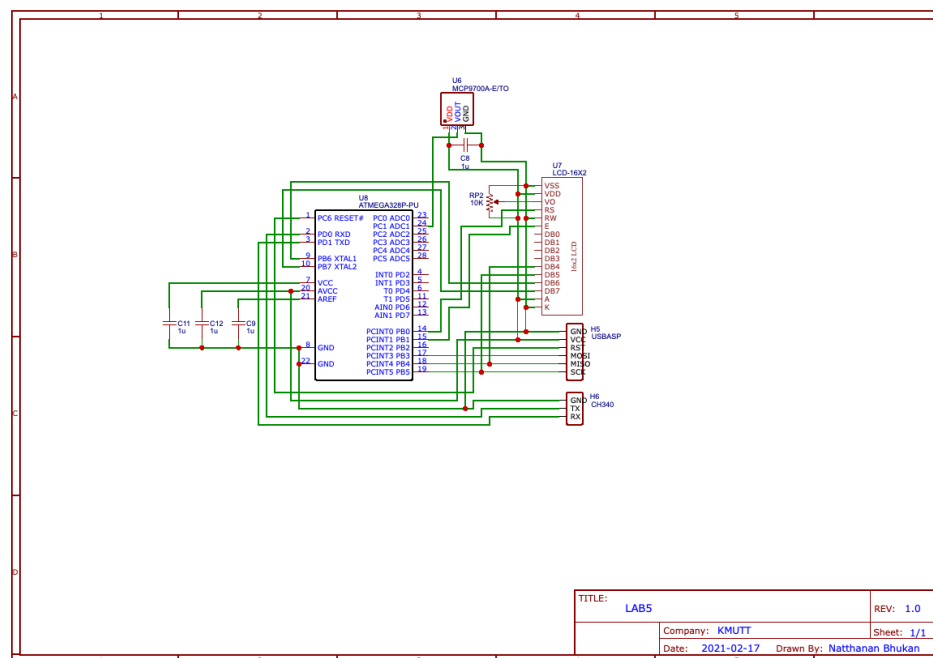 1 2 3 4 5
A
B
C
D
U6
MCP9700A-E/TO
VDD
VOUT
GND
1 2 3
C8
1u
U7
LCD-16X2
VSS
VDD
VO
RS
RW
E
DB0
DB1
DB2
DB3
DB4
DB5
DB6
DB7
A
K
16x2 LCD
RP2
10K
U8
ATMEGA328P-PU
1 PC6 RESET# PC0 ADC0 23
PC1 ADC1 24
2 PD0 RXD PC2 ADC2 25
3 PD1 TXD PC3 ADC3 26
PC4 ADC4 27
9 PB6 XTAL1 PC5 ADC5 28
10 PB7 XTAL2
INT0 PD2 4
7 VCC INT1 PD3 5
20 AVCC T0 PD4 6
21 AREF T1 PD5 11
AIN0 PD6 12
AIN1 PD7 13
PCINT0 PB0 14
PCINT1 PB1 15
8 GND PCINT2 PB2 16
PCINT3 PB3 17
22 GND PCINT4 PB4 18
PCINT5 PB5 19
C11
1u
C12
1u
C9
1u
H5
USBASP
GND
VCC
RST
MOSI
MISO
SCK
H6
CH340
GND
TX
RX
TITLE:
LAB5
REV: 1.0
Company: KMUTT
Sheet: 1/1
Date: 2021-02-17 Drawn By: Natthanan Bhukan